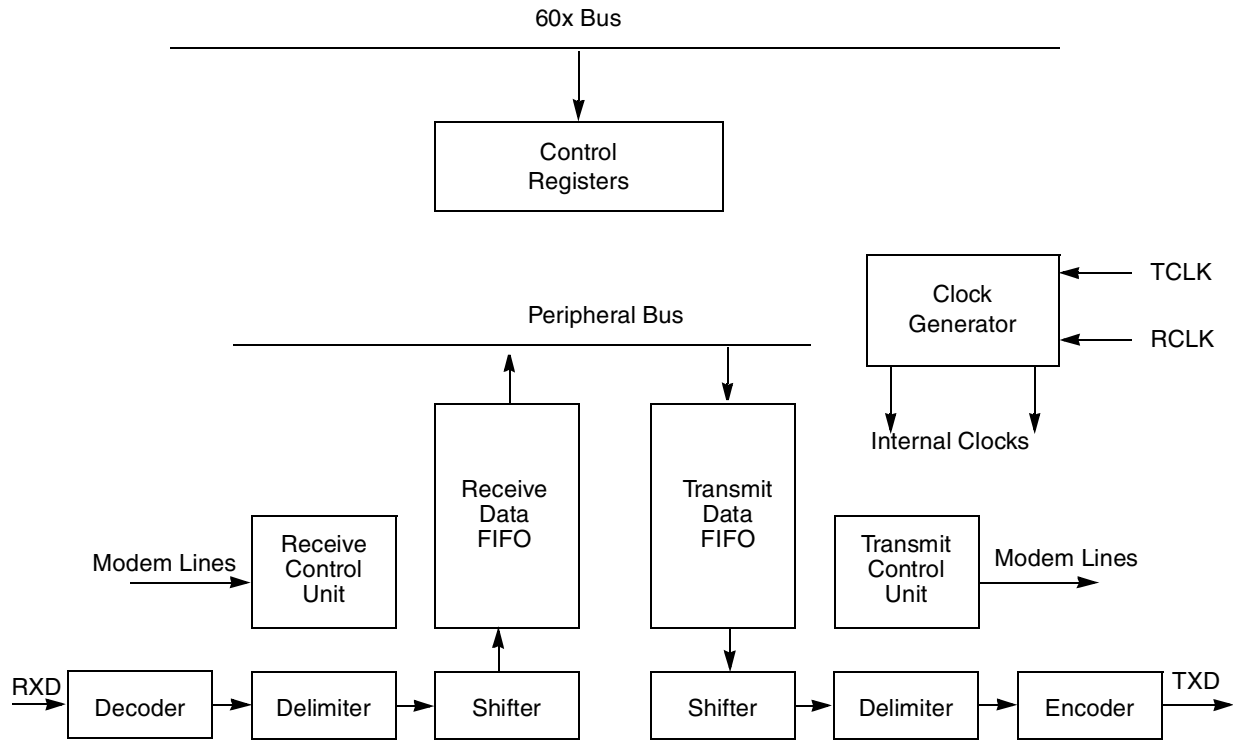 60x Bus
Control
Registers
TCLK
Clock
Generator
RCLK
Peripheral Bus
Internal Clocks
Receive
Data
FIFO
Transmit
Data
FIFO
Modem Lines
Receive
Control
Unit
Transmit
Control
Unit
Modem Lines
RXD
Decoder
Delimiter
Shifter
Shifter
Delimiter
Encoder
TXD